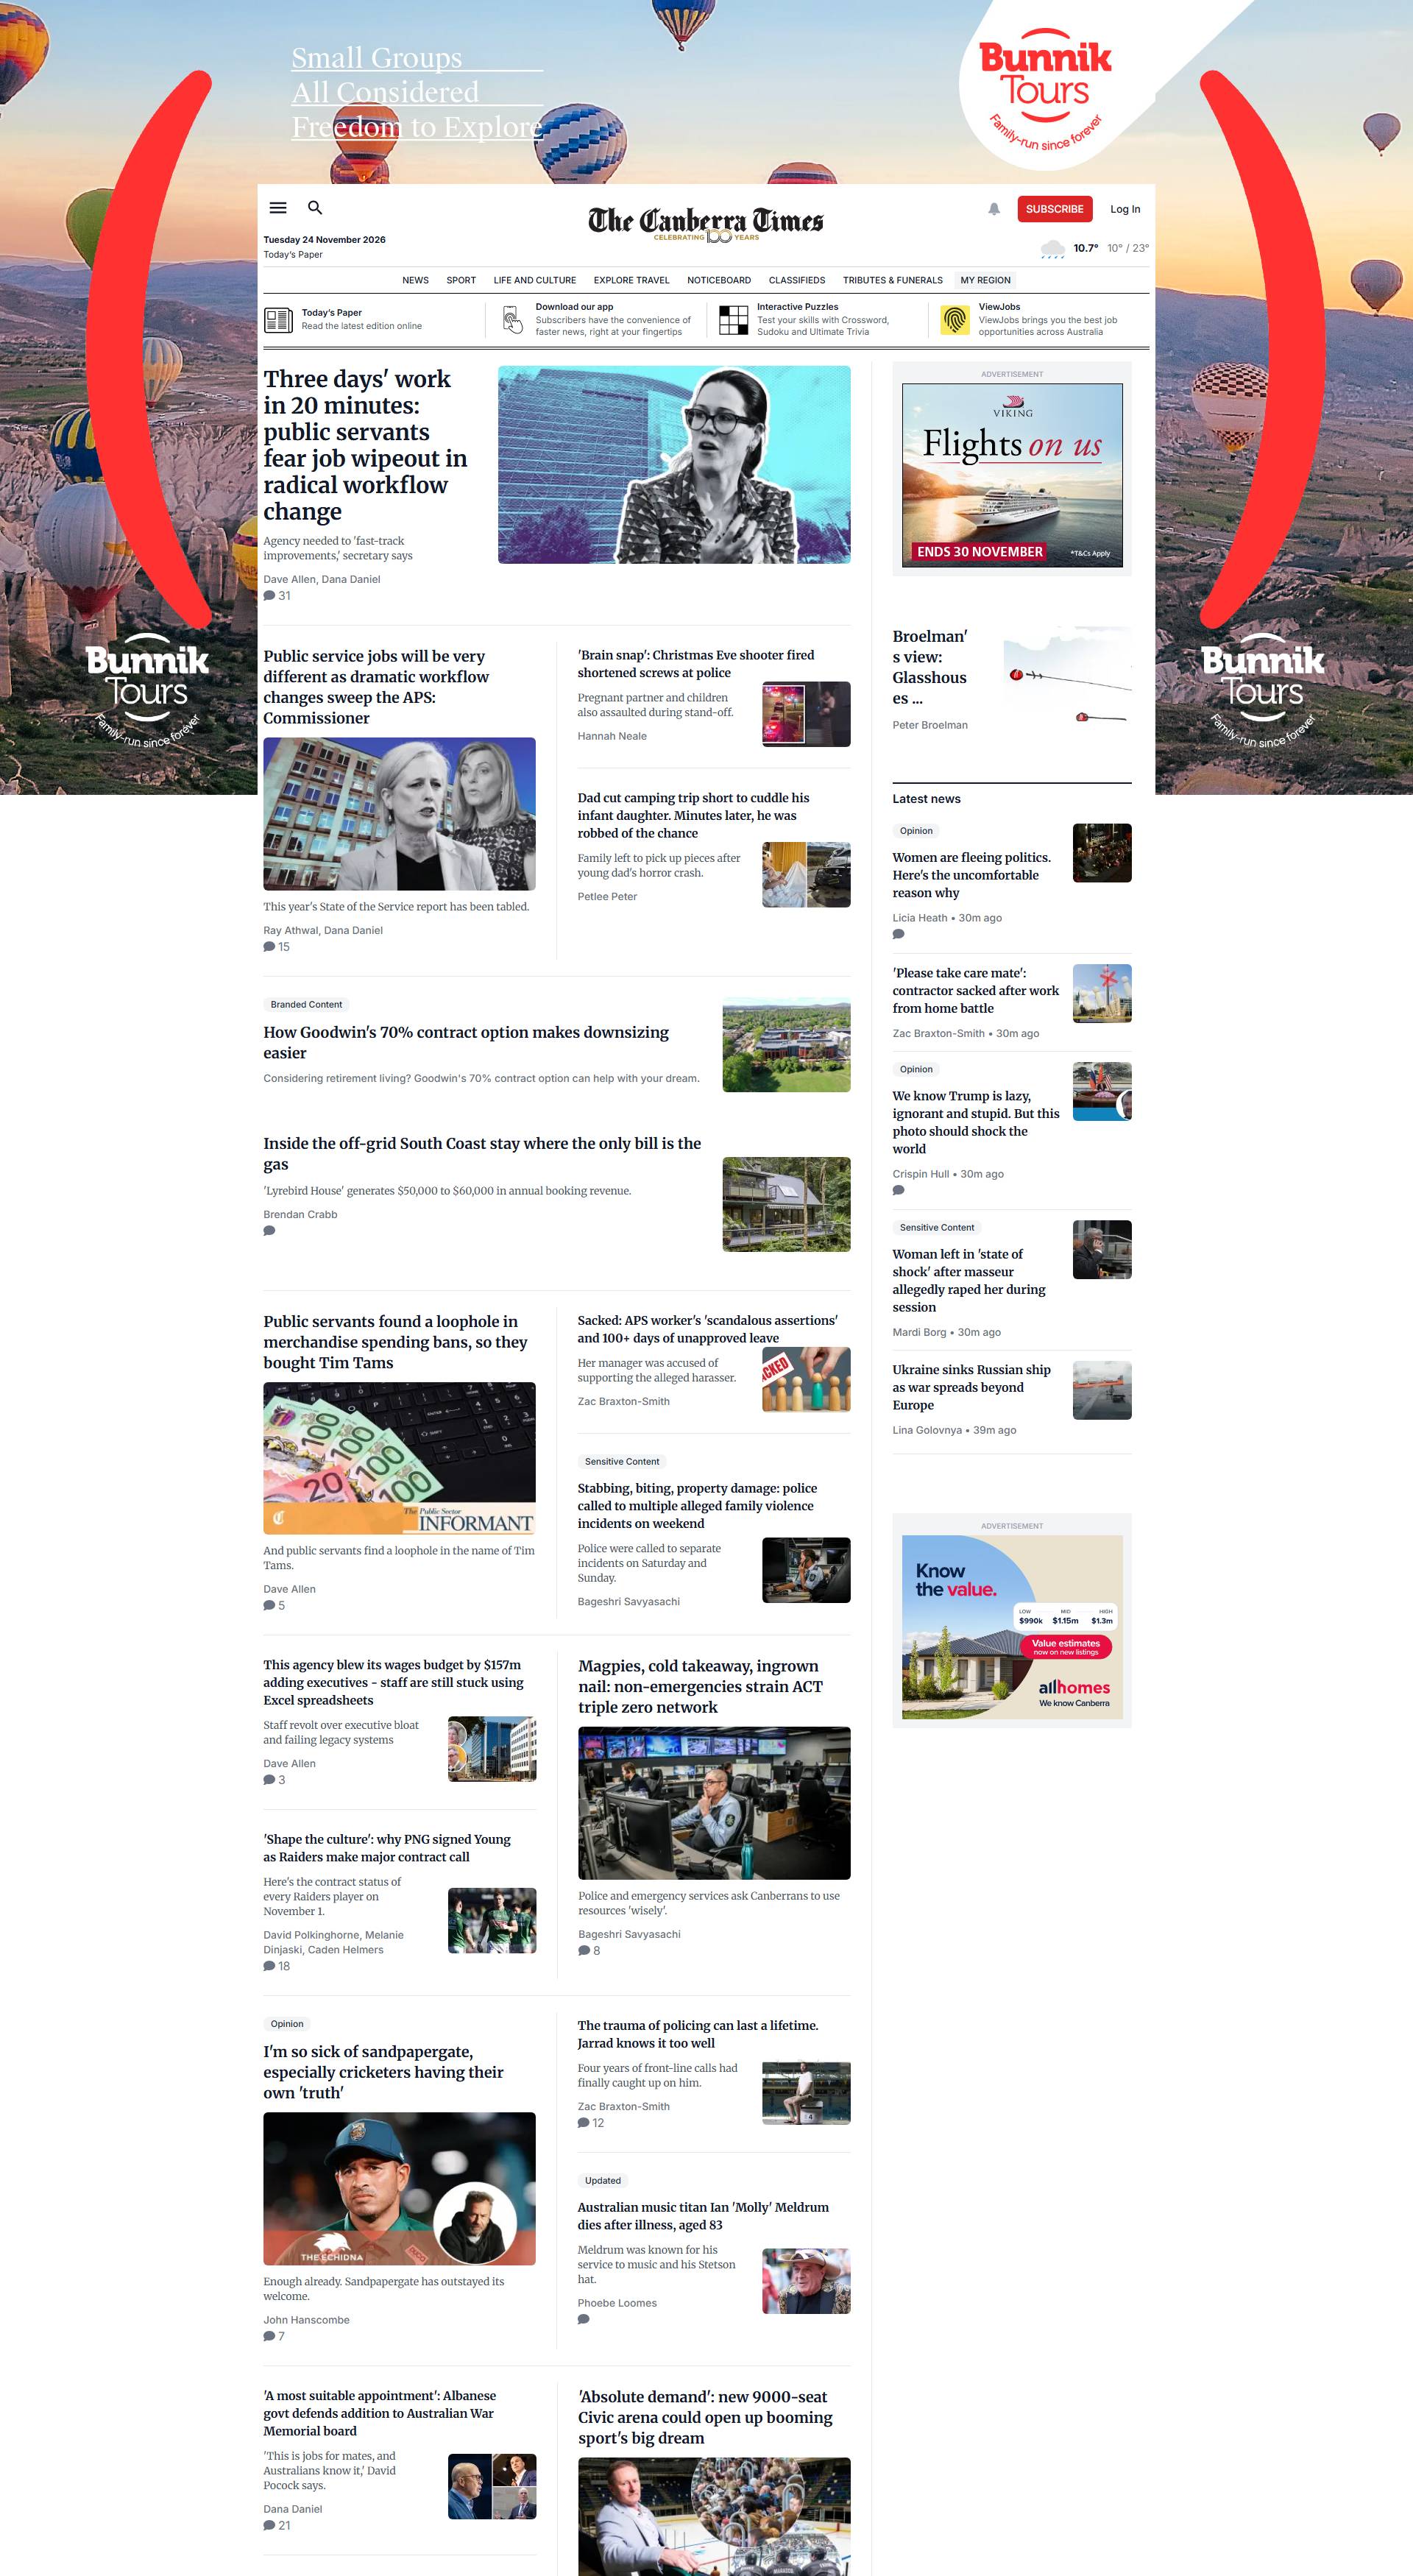 Small Groups
All Considered
Freedom to Explore
Bunnik
Tours
Family-run since forever
The Canberra Times
CELEBRATING 100 YEARS
SUBSCRIBE
Log In
Tuesday 24 November 2026
Today's Paper
10.7°
10° / 23°
NEWS
SPORT
LIFE AND CULTURE
EXPLORE TRAVEL
NOTICEBOARD
CLASSIFIEDS
TRIBUTES & FUNERALS
MY REGION
Today's Paper
Read the latest edition online
Download our app
Subscribers have the convenience of
faster news, right at your fingertips
Interactive Puzzles
Test your skills with Crossword,
Sudoku and Ultimate Trivia
ViewJobs
ViewJobs brings you the best job
opportunities across Australia
Three days' work
in 20 minutes:
public servants
fear job wipeout in
radical workflow
change
Agency needed to 'fast-track
improvements,' secretary says
Dave Allen, Dana Daniel
31
Public service jobs will be very
different as dramatic workflow
changes sweep the APS:
Commissioner
This year's State of the Service report has been tabled.
Ray Athwal, Dana Daniel
15
'Brain snap': Christmas Eve shooter fired
shortened screws at police
Pregnant partner and children
also assaulted during stand-off.
Hannah Neale
Dad cut camping trip short to cuddle his
infant daughter. Minutes later, he was
robbed of the chance
Family left to pick up pieces after
young dad's horror crash.
Petlee Peter
Branded Content
How Goodwin's 70% contract option makes downsizing
easier
Considering retirement living? Goodwin's 70% contract option can help with your dream.
Inside the off-grid South Coast stay where the only bill is the
gas
'Lyrebird House' generates $50,000 to $60,000 in annual booking revenue.
Brendan Crabb
Public servants found a loophole in
merchandise spending bans, so they
bought Tim Tams
100
100
100
20
The Public Sector
INFORMANT
And public servants find a loophole in the name of Tim
Tams.
Dave Allen
5
Sacked: APS worker's 'scandalous assertions'
and 100+ days of unapproved leave
Her manager was accused of
supporting the alleged harasser.
Zac Braxton-Smith
Sensitive Content
Stabbing, biting, property damage: police
called to multiple alleged family violence
incidents on weekend
Police were called to separate
incidents on Saturday and
Sunday.
Bageshri Savyasachi
This agency blew its wages budget by $157m
adding executives - staff are still stuck using
Excel spreadsheets
Staff revolt over executive bloat
and failing legacy systems
Dave Allen
3
'Shape the culture': why PNG signed Young
as Raiders make major contract call
Here's the contract status of
every Raiders player on
November 1.
David Polkinghorne, Melanie
Dinjaski, Caden Helmers
18
Magpies, cold takeaway, ingrown
nail: non-emergencies strain ACT
triple zero network
Police and emergency services ask Canberrans to use
resources 'wisely'.
Bageshri Savyasachi
8
Opinion
I'm so sick of sandpapergate,
especially cricketers having their
own 'truth'
THE ECHIDNA
Enough already. Sandpapergate has outstayed its
welcome.
John Hanscombe
7
The trauma of policing can last a lifetime.
Jarrad knows it too well
Four years of front-line calls had
finally caught up on him.
Zac Braxton-Smith
12
Updated
Australian music titan Ian 'Molly' Meldrum
dies after illness, aged 83
Meldrum was known for his
service to music and his Stetson
hat.
Phoebe Loomes
'A most suitable appointment': Albanese
govt defends addition to Australian War
Memorial board
'This is jobs for mates, and
Australians know it,' David
Pocock says.
Dana Daniel
21
'Absolute demand': new 9000-seat
Civic arena could open up booming
sport's big dream
ADVERTISEMENT
VIKING
Flights on us
ENDS 30 NOVEMBER
*T&Cs Apply
Broelman'
s view:
Glasshous
es ...
Peter Broelman
Latest news
Opinion
Women are fleeing politics.
Here's the uncomfortable
reason why
Licia Heath • 30m ago
'Please take care mate':
contractor sacked after work
from home battle
Zac Braxton-Smith • 30m ago
Opinion
We know Trump is lazy,
ignorant and stupid. But this
photo should shock the
world
Crispin Hull • 30m ago
Sensitive Content
Woman left in 'state of
shock' after masseur
allegedly raped her during
session
Mardi Borg • 30m ago
Ukraine sinks Russian ship
as war spreads beyond
Europe
Lina Golovnya • 39m ago
ADVERTISEMENT
Know
the value.
LOW MID HIGH
$990k $1.15m $1.3m
Value estimates
now on new listings
allhomes
We know Canberra
Bunnik
Tours
Family-run since forever
Bunnik
Tours
Family-run since forever